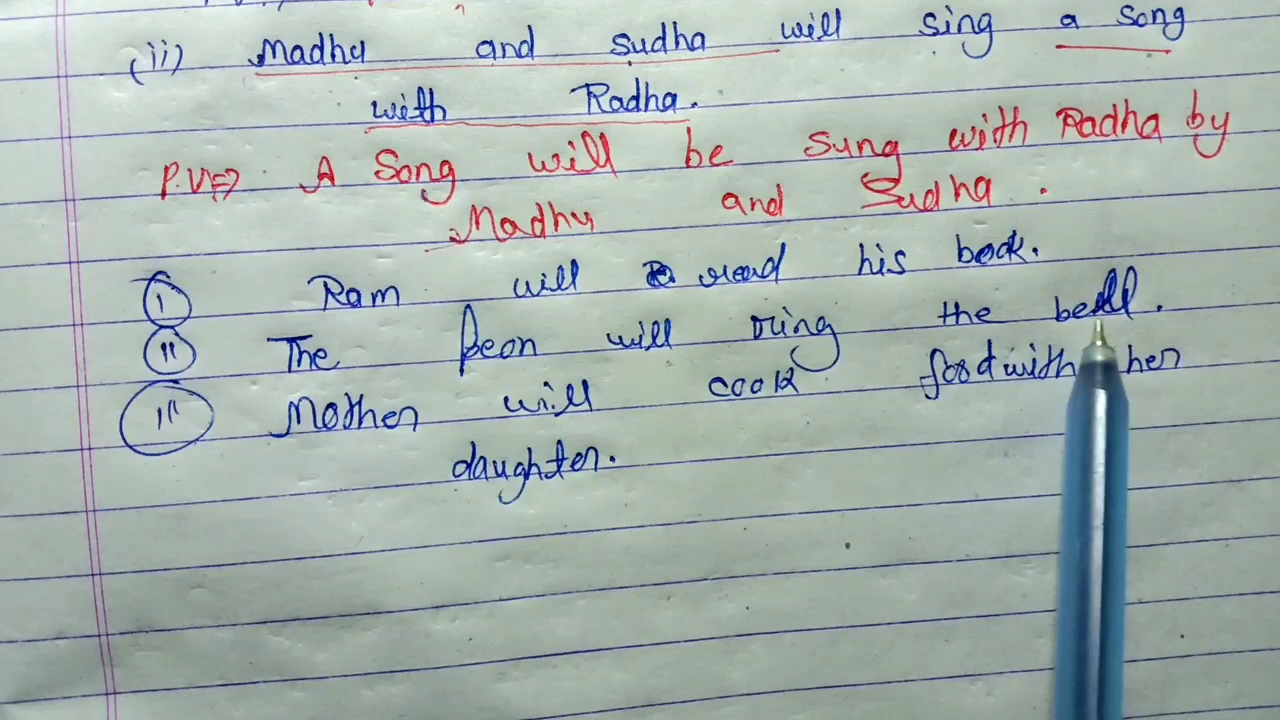 (ii) Madhu and sudha will sing a song
with Radha.
P.V⇒ A Song will be sung with Radha by
Madhu and Sudha.
(i) Ram will read his book.
(ii) The peon will ring the bell.
(iii) Mother will cook food with her
daughter.